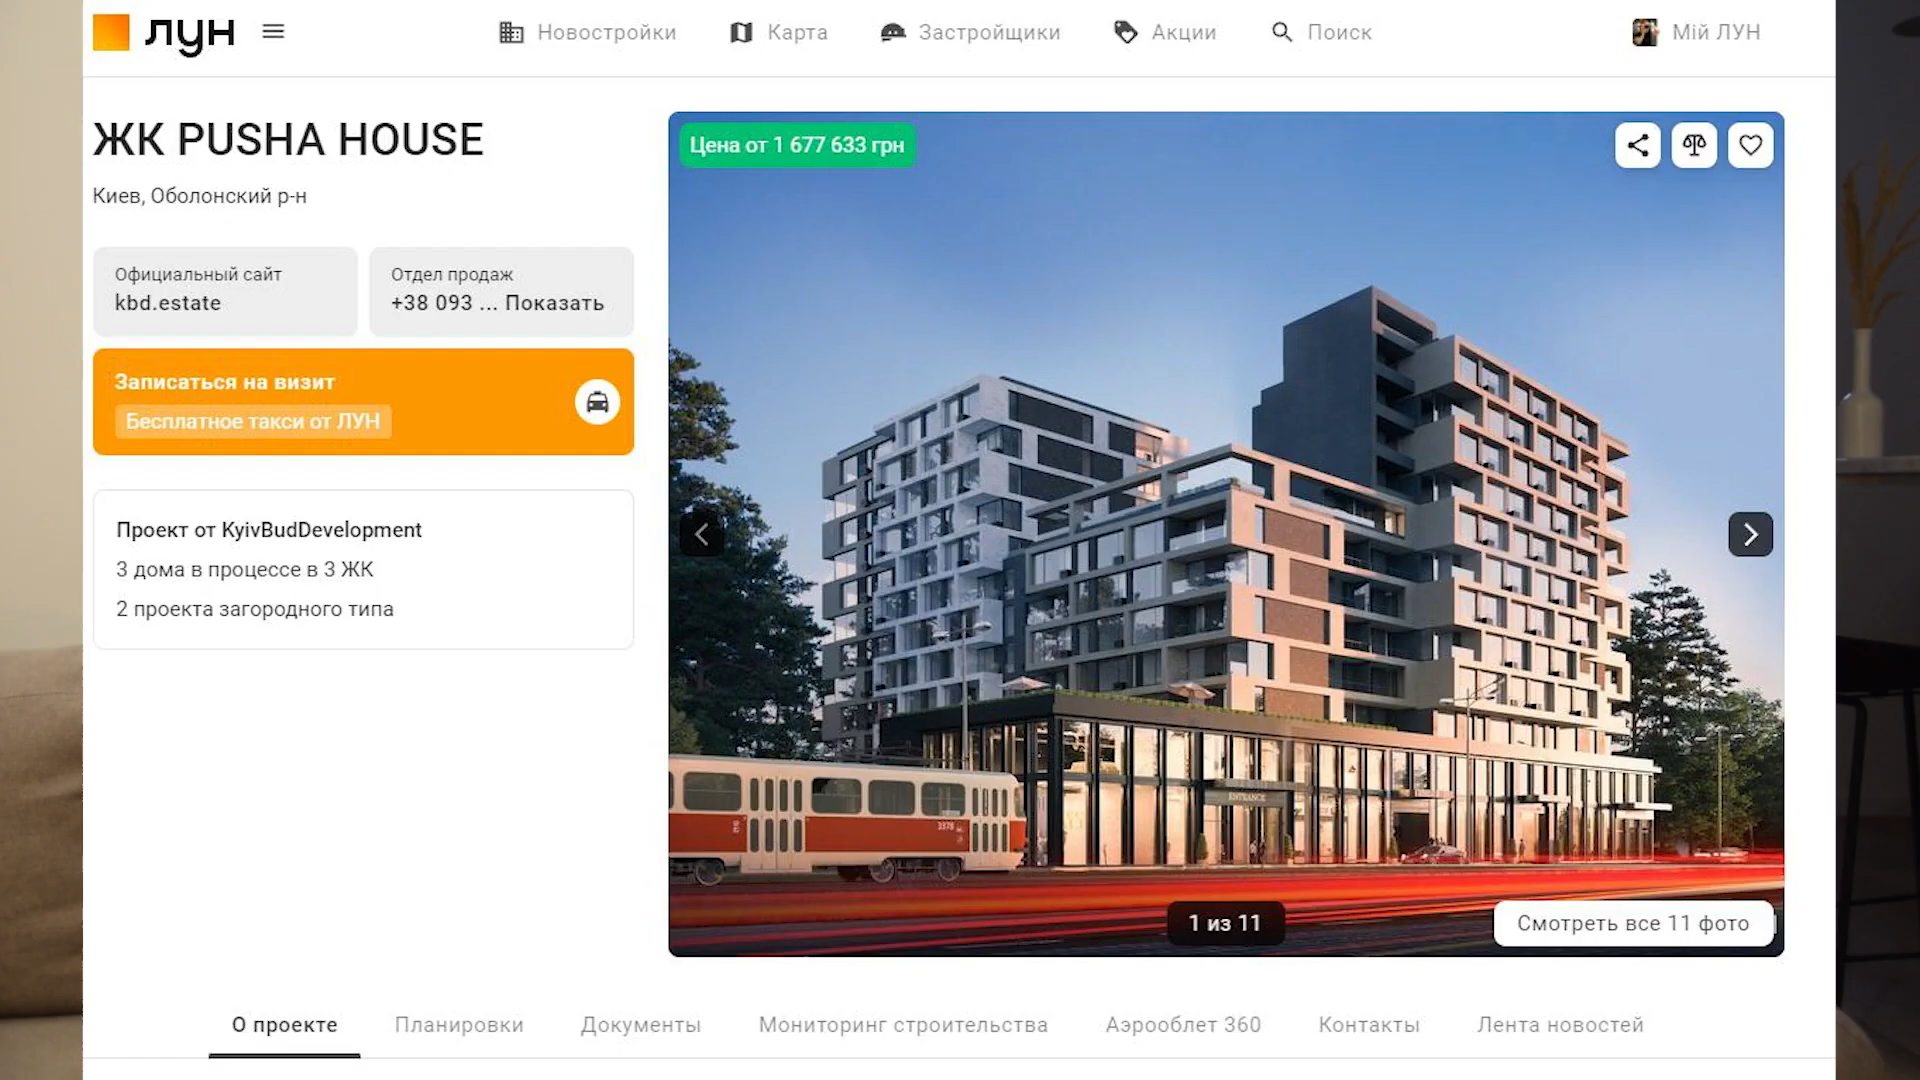 лун
Новостройки
Карта
Застройщики
Акции
Поиск
Мій ЛУН
ЖК PUSHA HOUSE
Киев, Оболонский р-н
Официальный сайт
kbd.estate
Отдел продаж
+38 093 ... Показать
Записаться на визит
Бесплатное такси от ЛУН
Проект от KyivBudDevelopment
3 дома в процессе в 3 ЖК
2 проекта загородного типа
Цена от 1 677 633 грн
ENTRANCE
3378
1 из 11
Смотреть все 11 фото
О проекте
Планировки
Документы
Мониторинг строительства
Аэрооблет 360
Контакты
Лента новостей